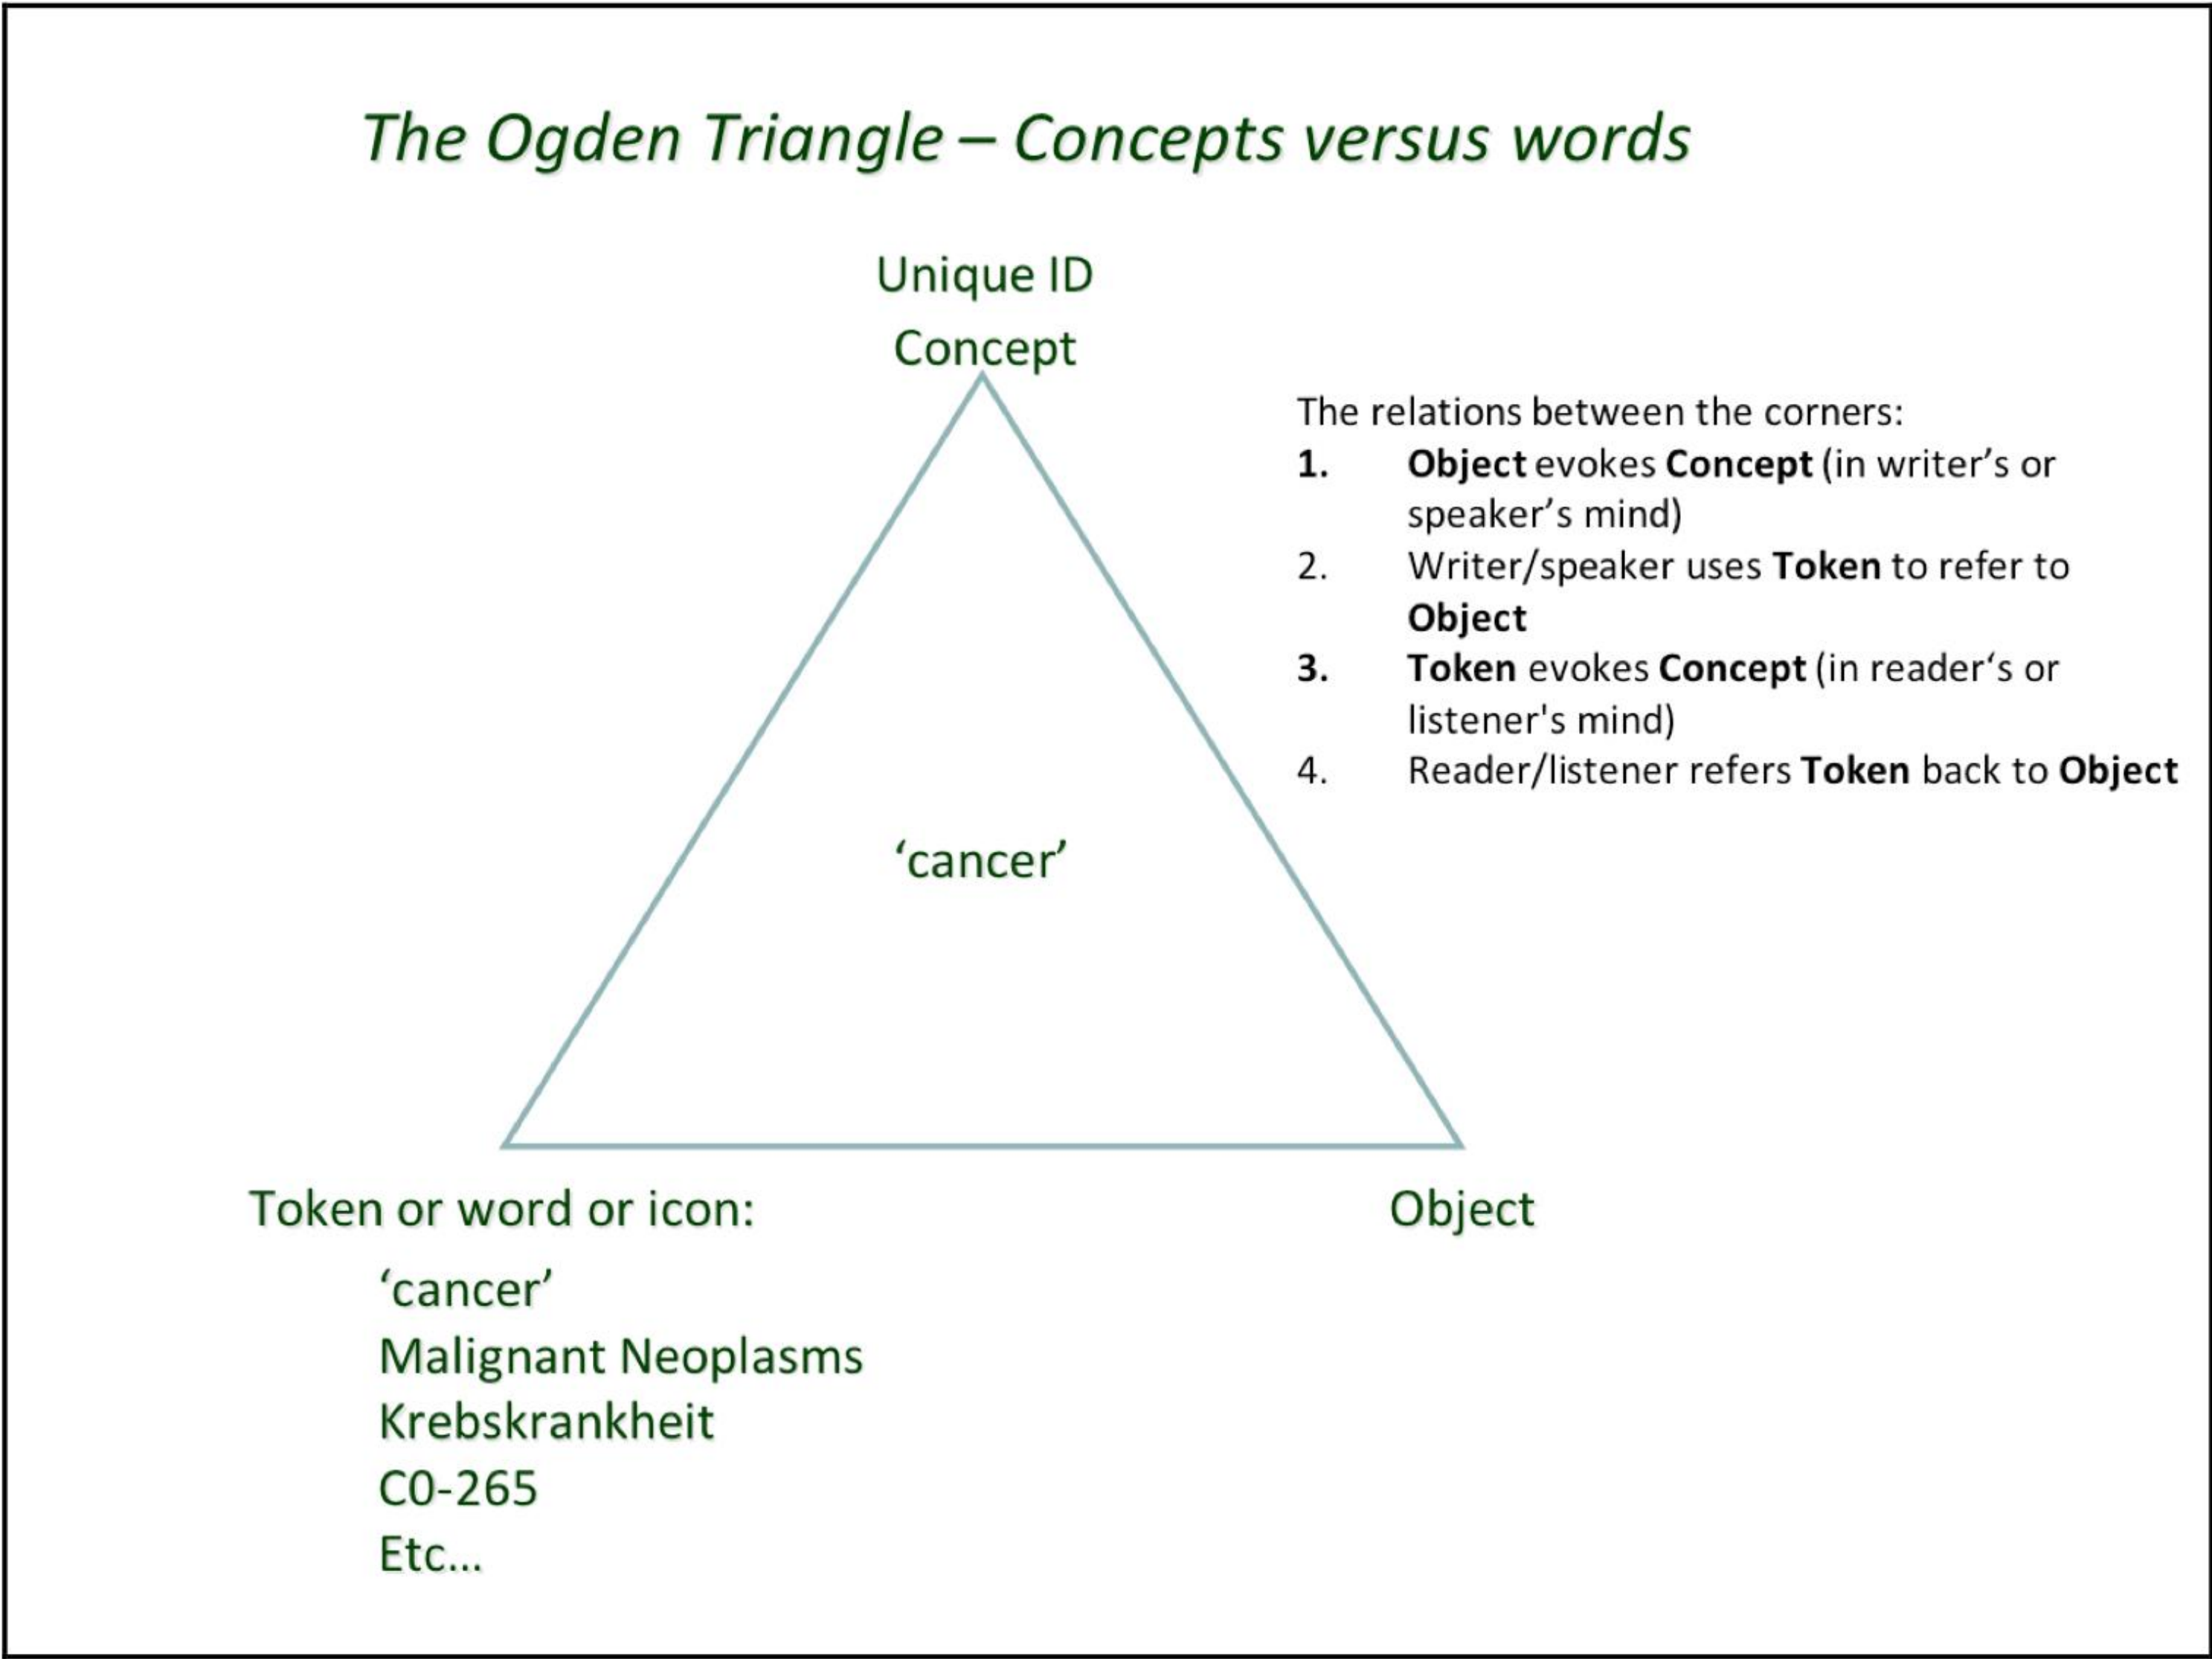 The Ogden Triangle – Concepts versus words
Unique ID
Concept
The relations between the corners:
1. Object evokes Concept (in writer’s or
speaker’s mind)
2. Writer/speaker uses Token to refer to
Object
3. Token evokes Concept (in reader‘s or
listener's mind)
4. Reader/listener refers Token back to Object
‘cancer’
Token or word or icon:
Object
‘cancer’
Malignant Neoplasms
Krebskrankheit
C0-265
Etc...